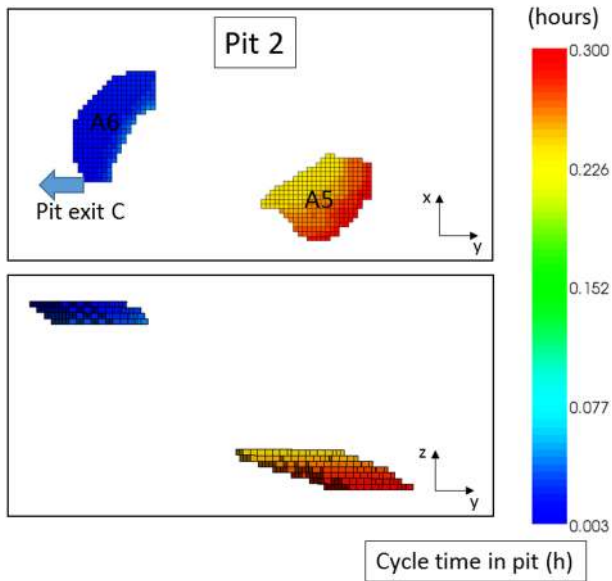 (hours)
Pit 2
0.300
A6
0.226
A5
Pit exit C
x
y
0.152
0.077
z
y
0.003
Cycle time in pit (h)